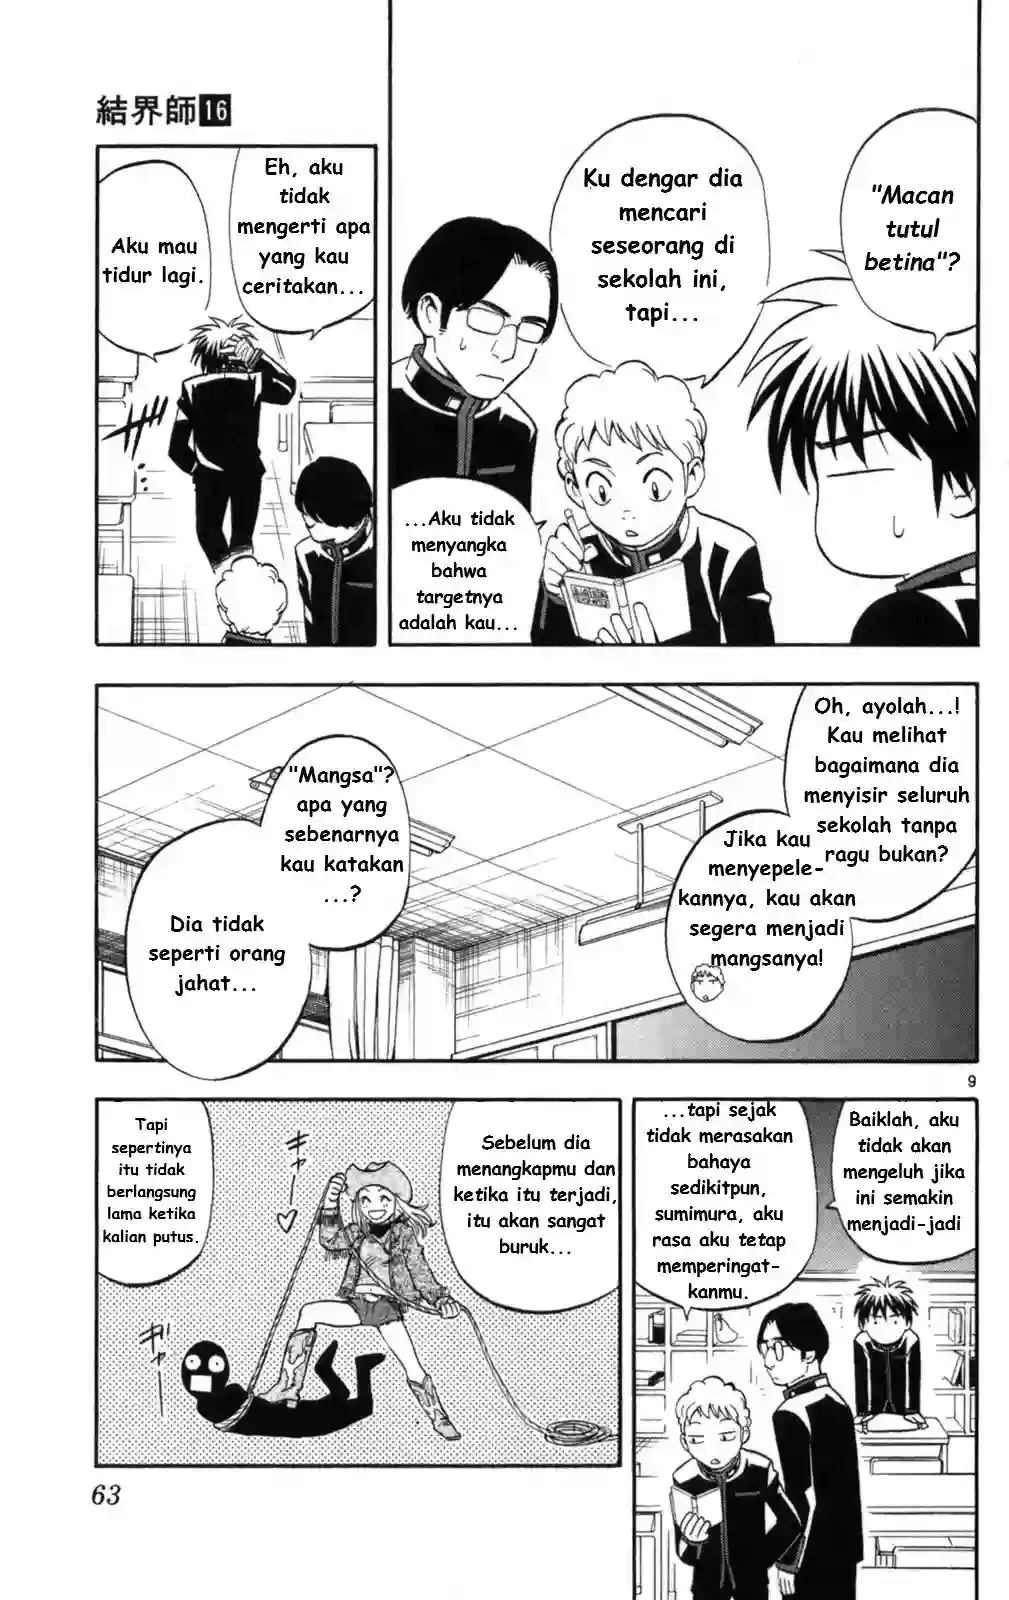 結界師16
"Macan
tutul
betina"?
Ku dengar dia
mencari
seseorang di
sekolah ini,
tapi...
...Aku tidak
menyangka
bahwa
targetnya
adalah kau...
Eh, aku
tidak
mengerti apa
yang kau
ceritakan...
Aku mau
tidur lagi.
Oh, ayolah...!
Kau melihat
bagaimana dia
menyisir seluruh
sekolah tanpa
ragu bukan?
Jika kau
menyepele-
kannya, kau akan
segera menjadi
mangsanya!
"Mangsa"?
apa yang
sebenarnya
kau katakan
...?
Dia tidak
seperti orang
jahat...
9
Baiklah, aku
tidak akan
mengeluh jika
ini semakin
menjadi-jadi
...tapi sejak
tidak merasakan
bahaya
sedikitpun,
sumimura, aku
rasa aku tetap
memperingat-
kanmu.
Sebelum dia
menangkapmu dan
ketika itu terjadi,
itu akan sangat
buruk...
Tapi
sepertinya
itu tidak
berlangsung
lama ketika
kalian putus.
63